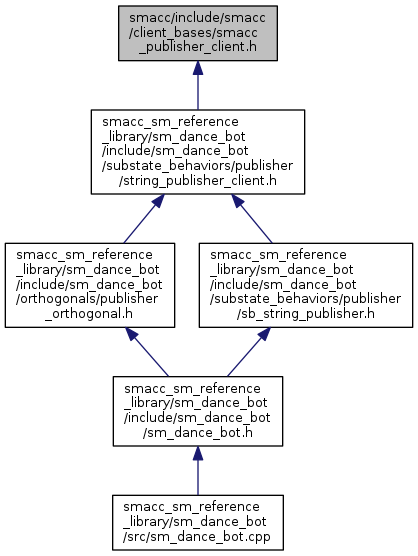 smacc/include/smacc
/client_bases/smacc
_publisher_client.h
smacc_sm_reference
_library/sm_dance_bot
/include/sm_dance_bot
/substate_behaviors/publisher
/string_publisher_client.h
smacc_sm_reference
_library/sm_dance_bot
/include/sm_dance_bot
/orthogonals/publisher
_orthogonal.h
smacc_sm_reference
_library/sm_dance_bot
/include/sm_dance_bot
/substate_behaviors/publisher
/sb_string_publisher.h
smacc_sm_reference
_library/sm_dance_bot
/include/sm_dance_bot
/sm_dance_bot.h
smacc_sm_reference
_library/sm_dance_bot
/src/sm_dance_bot.cpp